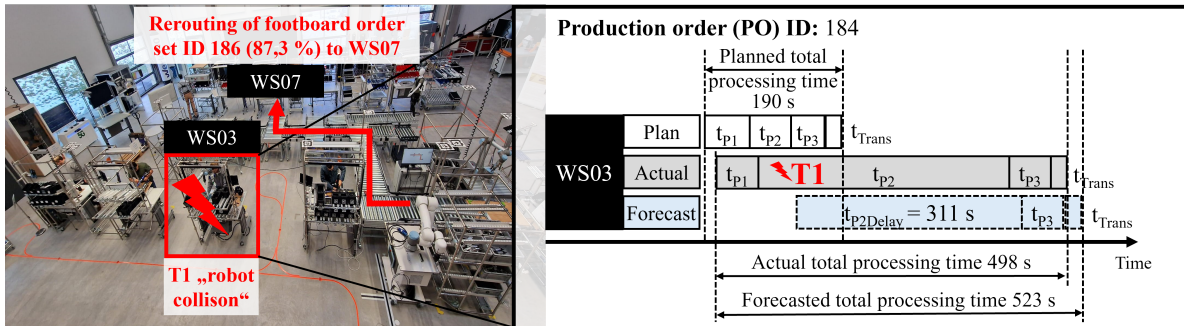 Rerouting of footboard order
set ID 186 (87,3 %) to WS07
WS07
WS03
T1 „robot
collison“
Production order (PO) ID: 184
Planned total
processing time
190 s
WS03
Plan
tP1
tP2
tP3
tTrans
Actual
tP1
T1
tP2
tP3
tTrans
Forecast
tP2Delay = 311 s
tP3
tTrans
Time
Actual total processing time 498 s
Forecasted total processing time 523 s